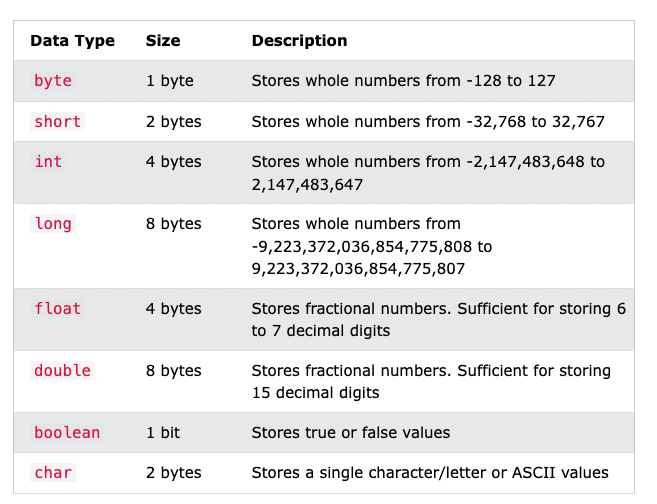 Data Type Size Description
byte 1 byte Stores whole numbers from -128 to 127
short 2 bytes Stores whole numbers from -32,768 to 32,767
int 4 bytes Stores whole numbers from -2,147,483,648 to
2,147,483,647
long 8 bytes Stores whole numbers from
-9,223,372,036,854,775,808 to
9,223,372,036,854,775,807
float 4 bytes Stores fractional numbers. Sufficient for storing 6
to 7 decimal digits
double 8 bytes Stores fractional numbers. Sufficient for storing
15 decimal digits
boolean 1 bit Stores true or false values
char 2 bytes Stores a single character/letter or ASCII values